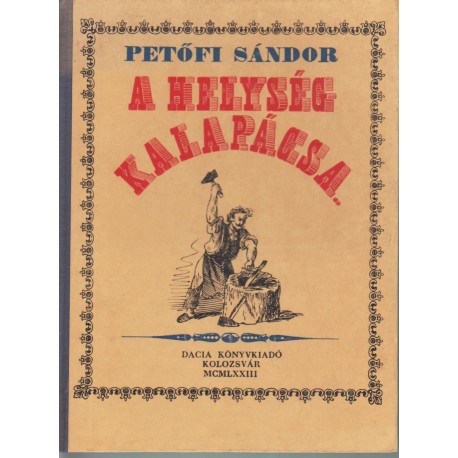 PETŐFI SÁNDOR
A HELYSÉG
KALAPÁCSA.
DACIA KÖNYVKIADÓ
KOLOZSVÁR
MCMLXXIII